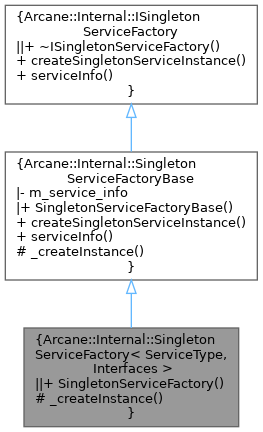 {Arcane::Internal::ISingleton
ServiceFactory
||+ ~ISingletonServiceFactory()
+ createSingletonServiceInstance()
+ serviceInfo()
}
{Arcane::Internal::Singleton
ServiceFactoryBase
|- m_service_info
|+ SingletonServiceFactoryBase()
+ createSingletonServiceInstance()
+ serviceInfo()
# _createInstance()
}
{Arcane::Internal::Singleton
ServiceFactory< ServiceType,
Interfaces >
||+ SingletonServiceFactory()
# _createInstance()
}